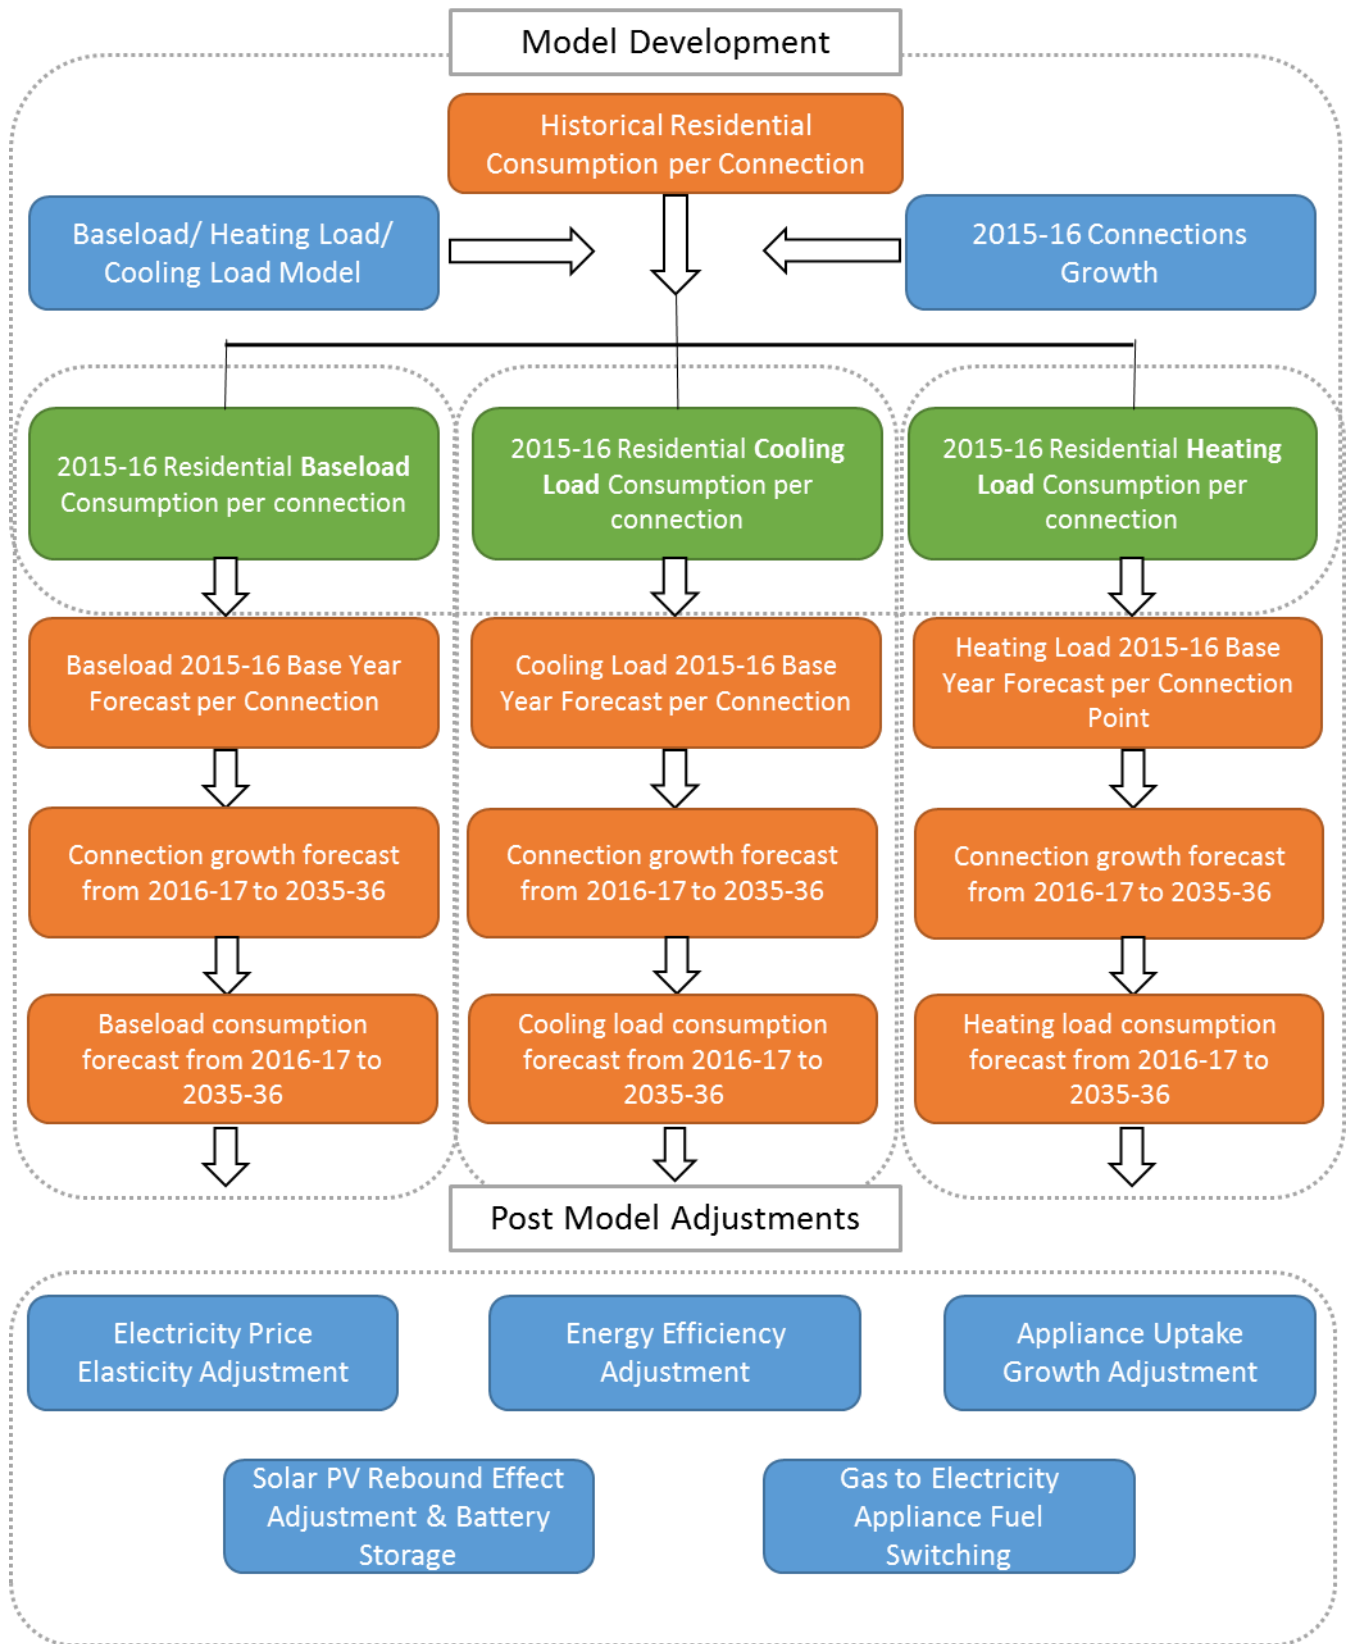 Model Development
Historical Residential
Consumption per Connection
Baseload/ Heating Load/
Cooling Load Model
2015-16 Connections
Growth
2015-16 Residential Baseload
Consumption per connection
2015-16 Residential Cooling
Load Consumption per
connection
2015-16 Residential Heating
Load Consumption per
connection
Baseload 2015-16 Base Year
Forecast per Connection
Cooling Load 2015-16 Base
Year Forecast per Connection
Heating Load 2015-16 Base
Year Forecast per Connection
Point
Connection growth forecast
from 2016-17 to 2035-36
Connection growth forecast
from 2016-17 to 2035-36
Connection growth forecast
from 2016-17 to 2035-36
Baseload consumption
forecast from 2016-17 to
2035-36
Cooling load consumption
forecast from 2016-17 to
2035-36
Heating load consumption
forecast from 2016-17 to
2035-36
Post Model Adjustments
Electricity Price
Elasticity Adjustment
Energy Efficiency
Adjustment
Appliance Uptake
Growth Adjustment
Solar PV Rebound Effect
Adjustment & Battery
Storage
Gas to Electricity
Appliance Fuel
Switching